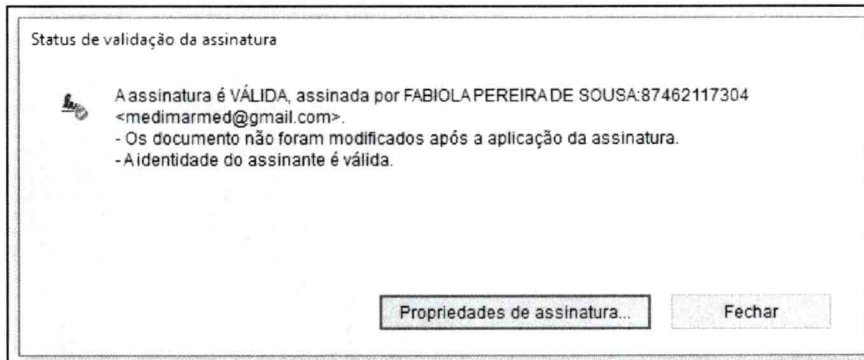 Status de validação da assinatura
A assinatura é VÁLIDA, assinada por FABIOLA PEREIRA DE SOUSA:87462117304
<medimarmed@gmail.com>.
- Os documento não foram modificados após a aplicação da assinatura.
- A identidade do assinante é válida.
Propriedades de assinatura... Fechar